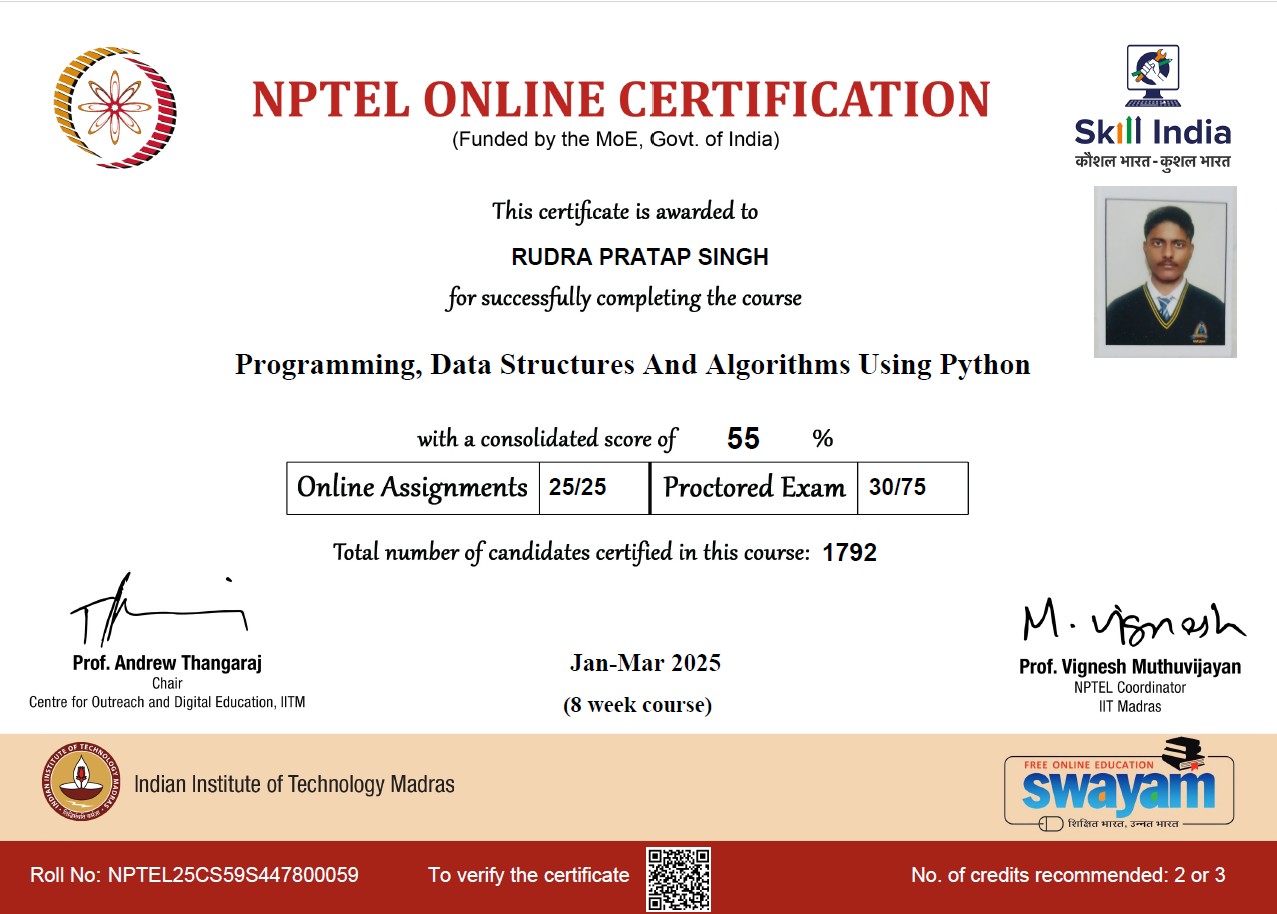 NPTEL ONLINE CERTIFICATION
(Funded by the MoE, Govt. of India)
Skill India
कौशल भारत - कुशल भारत
This certificate is awarded to
RUDRA PRATAP SINGH
for successfully completing the course
Programming, Data Structures And Algorithms Using Python
with a consolidated score of 55 %
Online Assignments 25/25 Proctored Exam 30/75
Total number of candidates certified in this course: 1792
M. Vignesh
Prof. Andrew Thangaraj
Chair
Centre for Outreach and Digital Education, IITM
Jan-Mar 2025
(8 week course)
Prof. Vignesh Muthuvijayan
NPTEL Coordinator
IIT Madras
INDIAN INSTITUTE OF TECHNOLOGY MADRAS
Indian Institute of Technology Madras
FREE ONLINE EDUCATION
swayam
शिक्षित भारत, उन्नत भारत
Roll No: NPTEL25CS59S447800059
To verify the certificate
No. of credits recommended: 2 or 3